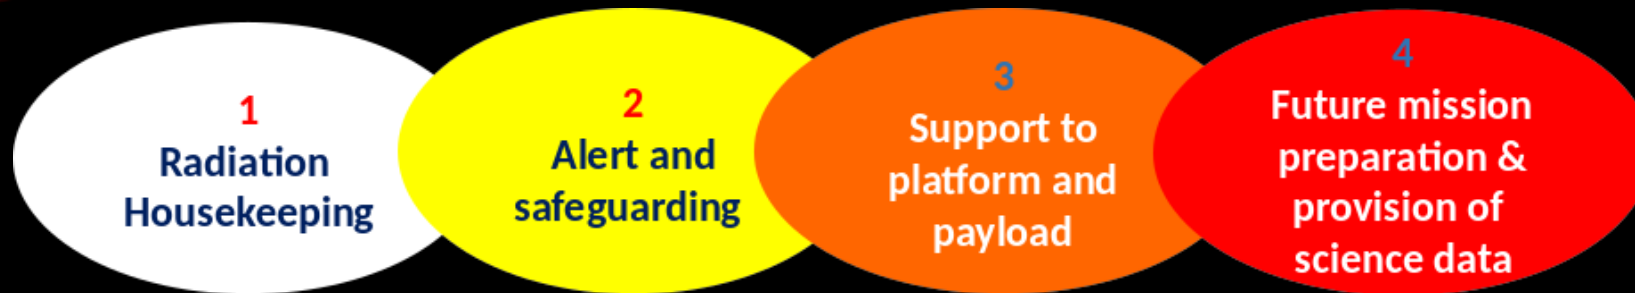 1
Radiation
Housekeeping
2
Alert and
safeguarding
3
Support to
platform and
payload
4
Future mission
preparation &
provision of
science data